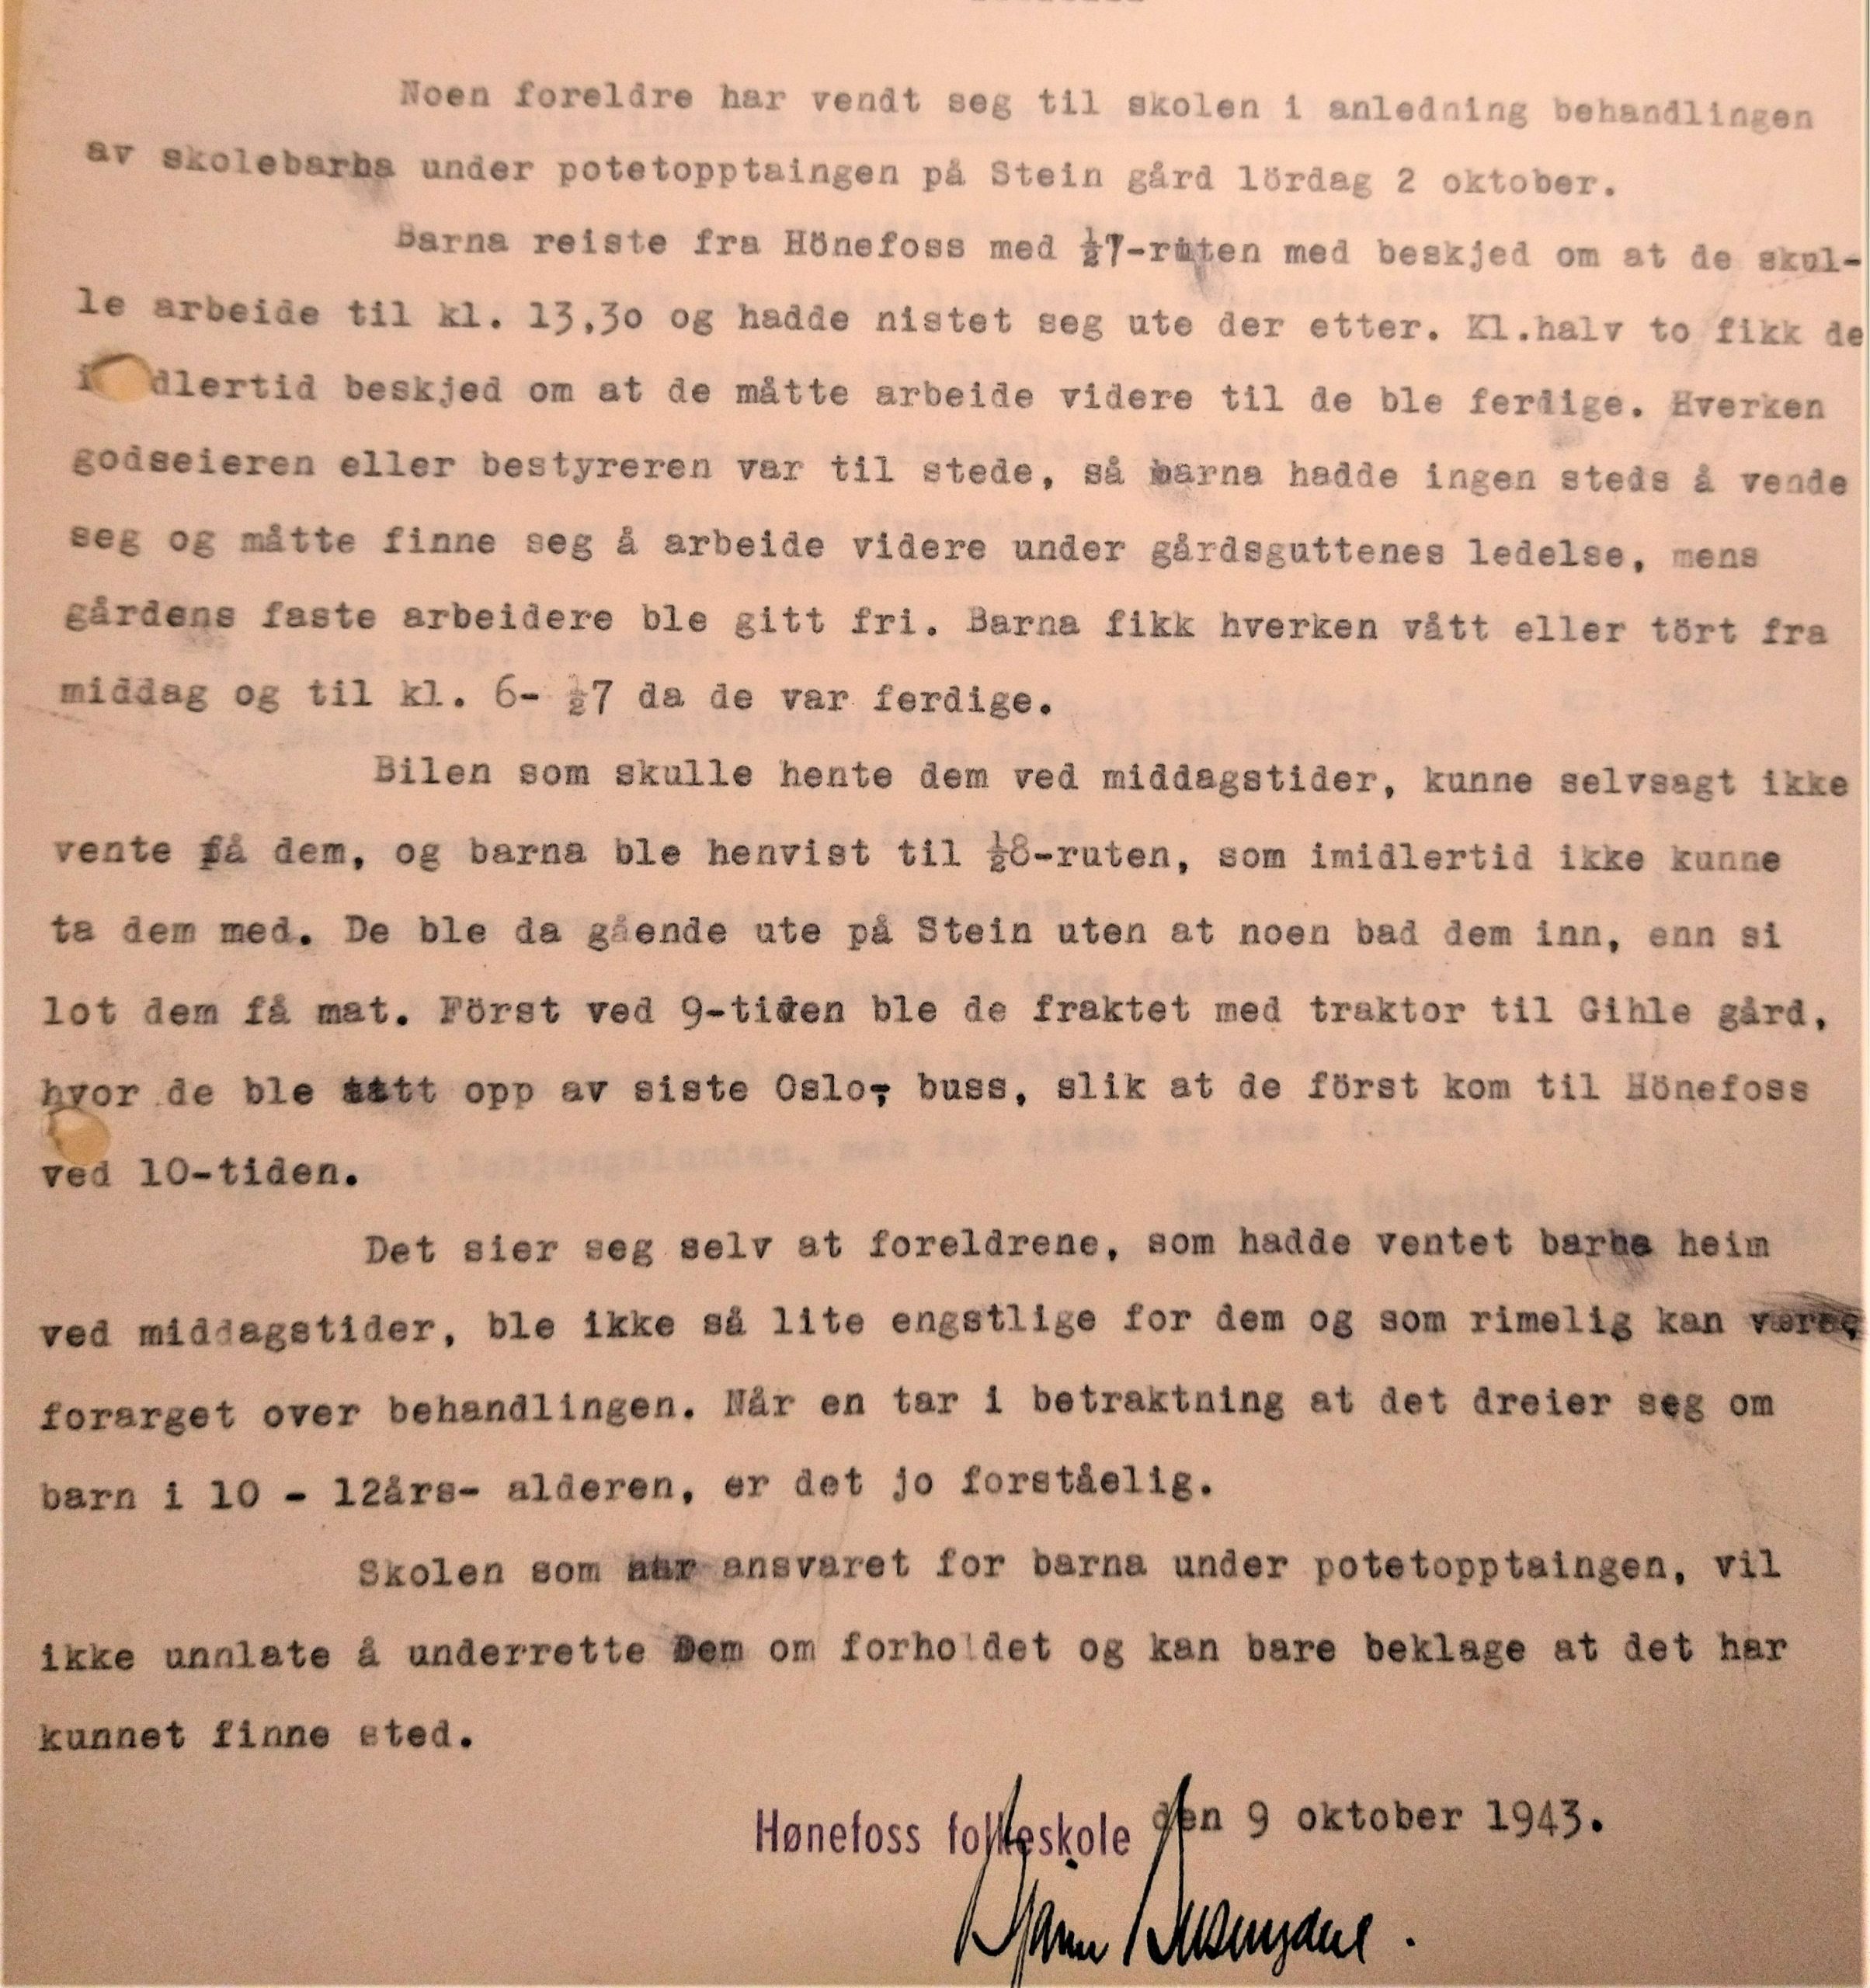 Noen foreldre har vendt seg til skolen i anledning behandlingen
av skolebarna under potetopptaingen på Stein gård lördag 2 oktober.
Barna reiste fra Hönefoss med ½7-ruten med beskjed om at de skul-
le arbeide til kl. 13,30 og hadde nistet seg ute der etter. Kl.halv to fikk de
i dlertid beskjed om at de måtte arbeide videre til de ble ferdige. Hverken
godseieren eller bestyreren var til stede, så barna hadde ingen steds å vende
seg og måtte finne seg å arbeide videre under gårdsguttenes ledelse, mens
gårdens faste arbeidere ble gitt fri. Barna fikk hverken vått eller tört fra
middag og til kl. 6- ½7 da de var ferdige.
Bilen som skulle hente dem ved middagstider, kunne selvsagt ikke
vente på dem, og barna ble henvist til ½8-ruten, som imidlertid ikke kunne
ta dem med. De ble da gående ute på Stein uten at noen bad dem inn, enn si
lot dem få mat. Först ved 9-tiden ble de fraktet med traktor til Gihle gård,
hvor de ble tatt opp av siste Oslo- buss, slik at de först kom til Hönefoss
ved 10-tiden.
Det sier seg selv at foreldrene, som hadde ventet barna heim
ved middagstider, ble ikke så lite engstlige for dem og som rimelig kan være,
forarget over behandlingen. Når en tar i betraktning at det dreier seg om
barn i 10 - 12års- alderen, er det jo forståelig.
Skolen som har ansvaret for barna under potetopptaingen, vil
ikke unnlate å underrette Dem om forholdet og kan bare beklage at det har
kunnet finne sted.
Hønefoss folkeskole den 9 oktober 1943.